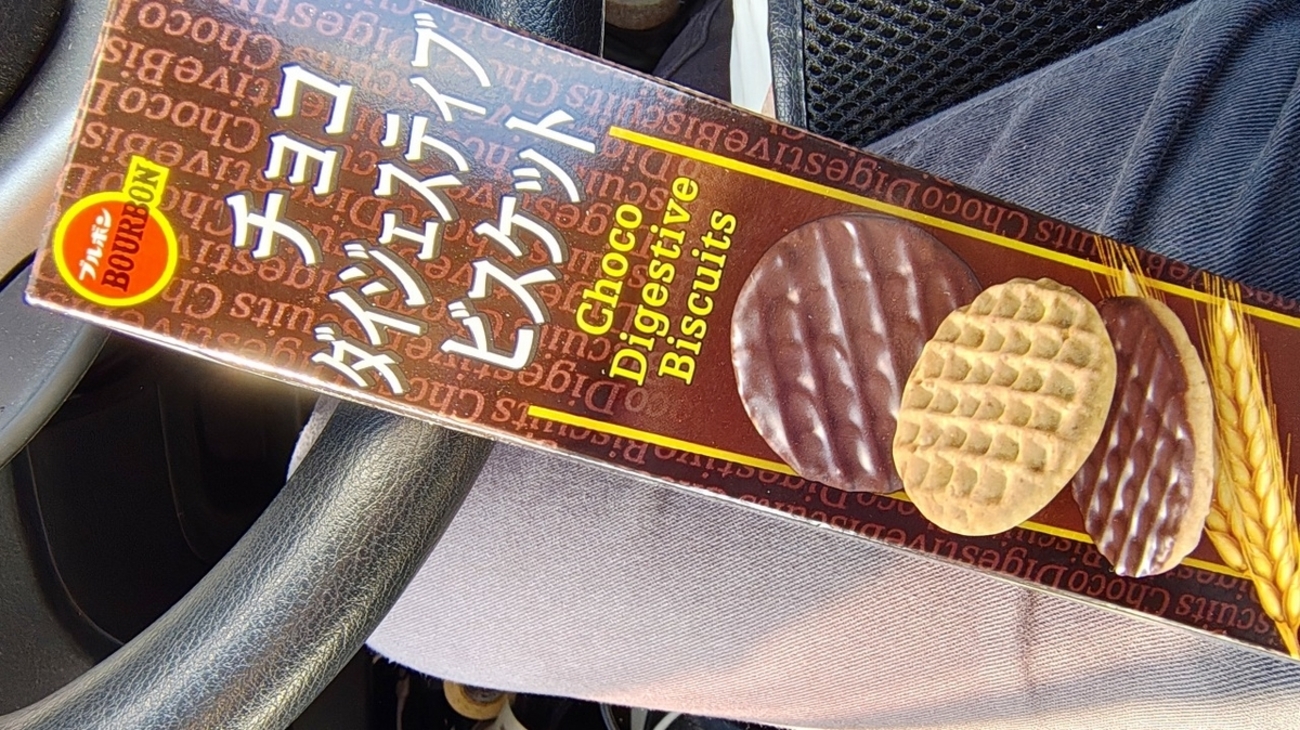 ブルボン
BOURBON
チョコ
ダイジェスティブ
ビスケット
Choco
Digestive
Biscuits